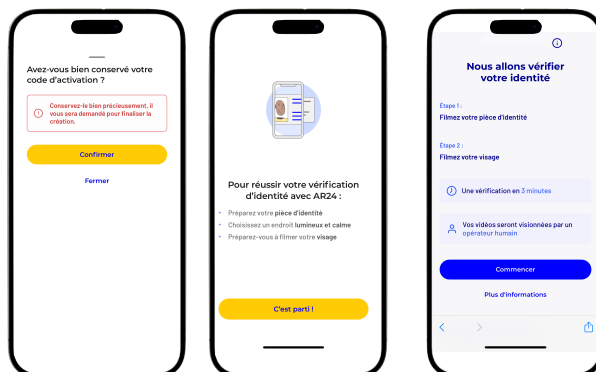 Avez-vous bien conservé votre
code d'activation ?
Conservez-le bien précieusement, il
vous sera demandé pour finaliser la
création.
Confirmer
Fermer
Pour réussir votre vérification
d'identité avec AR24 :
• Préparez votre pièce d'identité
• Choisissez un endroit lumineux et calme
• Préparez-vous à filmer votre visage
C'est parti !
Nous allons vérifier
votre identité
Étape 1 :
Filmez votre pièce d'identité
Étape 2 :
Filmez votre visage
Une vérification en 3 minutes
Vos vidéos seront visionnées par un
opérateur humain
Commencer
Plus d'informations